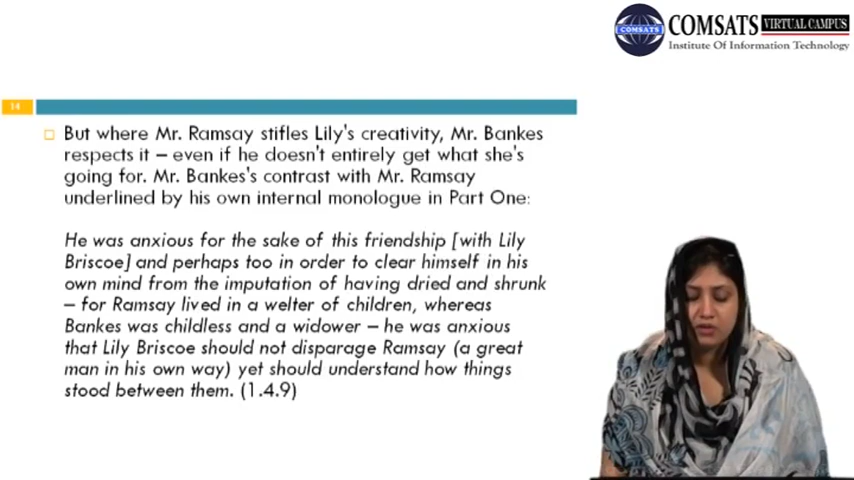 COMSATS
COMSATS VIRTUAL CAMPUS
Institute Of Information Technology
14
But where Mr. Ramsay stifles Lily's creativity, Mr. Bankes
respects it – even if he doesn't entirely get what she's
going for. Mr. Bankes's contrast with Mr. Ramsay
underlined by his own internal monologue in Part One:
He was anxious for the sake of this friendship [with Lily
Briscoe] and perhaps too in order to clear himself in his
own mind from the imputation of having dried and shrunk
– for Ramsay lived in a welter of children, whereas
Bankes was childless and a widower – he was anxious
that Lily Briscoe should not disparage Ramsay (a great
man in his own way) yet should understand how things
stood between them. (1.4.9)